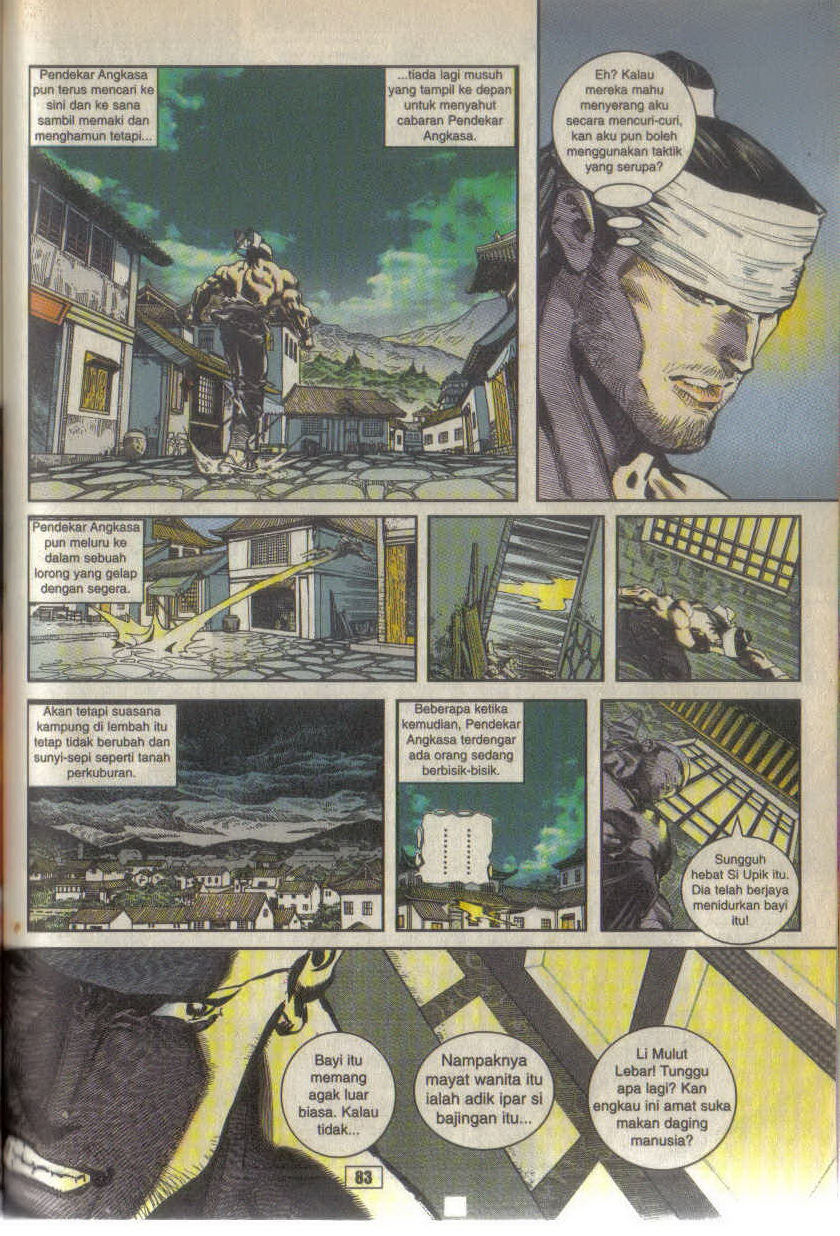 Pendekar Angkasa
pun terus mencari ke
sini dan ke sana
sambil memaki dan
menghamun tetapi...
...tiada lagi musuh
yang tampil ke depan
untuk menyahut
cabaran Pendekar
Angkasa.
Eh? Kalau
mereka mahu
menyerang aku
secara mencuri-curi,
kan aku pun boleh
menggunakan taktik
yang serupa?
Pendekar Angkasa
pun meluru ke
dalam sebuah
lorong yang gelap
dengan segera.
Akan tetapi suasana
kampung di lembah itu
tetap tidak berubah dan
sunyi-sepi seperti tanah
perkuburan.
Beberapa ketika
kemudian, Pendekar
Angkasa terdengar
ada orang sedang
berbisik-bisik.
Sungguh
hebat Si Upik itu.
Dia telah berjaya
menidurkan bayi
itu!
Bayi itu
memang
agak luar
biasa. Kalau
tidak...
Nampaknya
mayat wanita itu
ialah adik ipar si
bajingan itu...
Li Mulut
Lebar! Tunggu
apa lagi? Kan
engkau ini amat suka
makan daging
manusia?
83